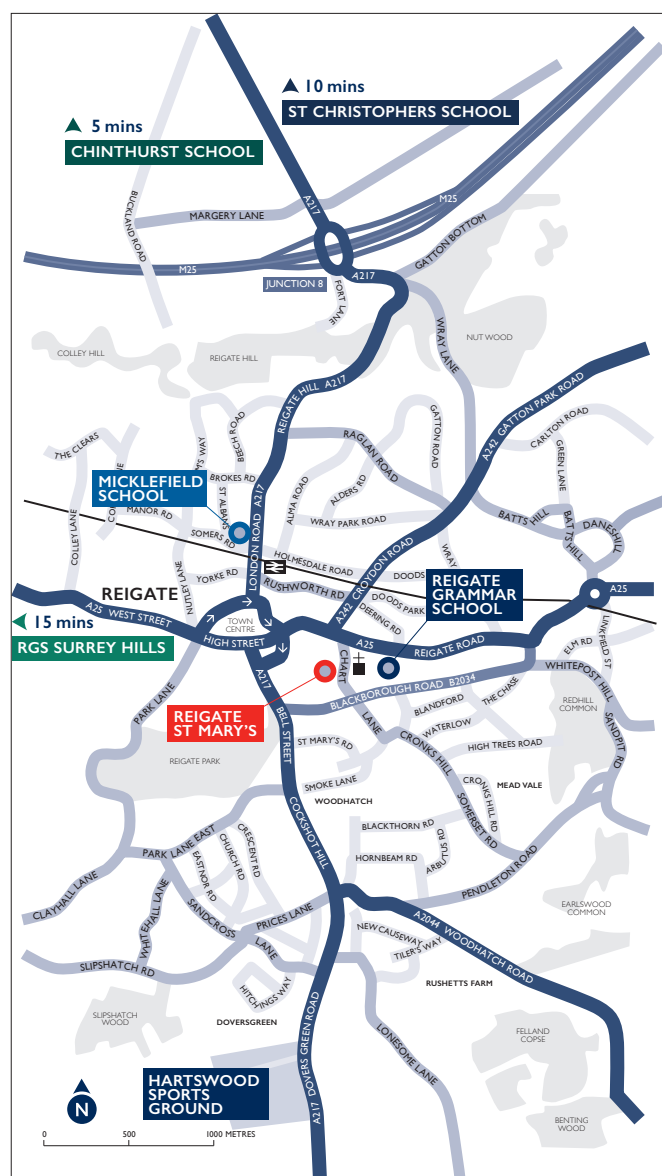 10 mins
ST CHRISTOPHERS SCHOOL
5 mins
CHINTHURST SCHOOL
BUCKLAND ROAD
MARGERY LANE
A217
M25
M25
GATTON BOTTOM
JUNCTION 8
A217
FORT LANE
WRAY LANE
NUT WOOD
COLLEY HILL
REIGATE HILL
REIGATE HILL A217
A242 GATTON PARK ROAD
THE CLEARS
BEECH ROAD
GATTON ROAD
RAGLAN ROAD
CARLTON ROAD
GREEN LANE
MICKLEFIELD
SCHOOL
BROKES RD
ST ALBANS
ALMA ROAD
ALDERS RD
WRAY PARK ROAD
BATTS HILL
BATTS
HILL
DANESHILL
COLLEY LANE
MANOR RD
SOMERS RD
LONDON ROAD A217
HOLMESDALE ROAD
A242 CROYDON ROAD
DOODS
WRAY
REIGATE
NUTLEY LANE
YORKE RD
RUSHWORTH RD
DOODS PARK
DEERING RD
REIGATE
GRAMMAR
SCHOOL
A25
A25 WEST STREET
TOWN
CENTRE
HIGH STREET
A25
REIGATE ROAD
ELM RD
LINKFIELD ST
15 mins
RGS SURREY HILLS
A217
CHART
LANE
BLACKBOROUGH ROAD B2034
WHITEPOST HILL
REDHILL
COMMON
SANDPIT RD
PARK LANE
REIGATE
ST MARY'S
BELL STREET
BLANDFORD
THE CHASE
WATERLOW
ST MARY'S RD
CRONKS HILL
HIGH TREES ROAD
REIGATE PARK
SMOKE LANE
WOODHATCH
CRONKS HILL RD
MEAD VALE
SOMERSET RD
COCKSHOT HILL
BLACKTHORN RD
ARBUTUS RD
HORNBEAM RD
PENDLETON ROAD
PARK LANE EAST
CRESCENT RD
CHURCH RD
EASTNOR RD
CLAYHALL LANE
WHITEHALL LANE
SANDCROSS
LANE
PRICES LANE
EARLSWOOD
COMMON
A2044 WOODHATCH ROAD
NEW CAUSEWAY
TILER'S WAY
SLIPSHATCH RD
HITCHINGS WAY
RUSHETTS FARM
SLIPSHATCH
WOOD
DOVERSGREEN
LONESOME LANE
FELLAND
COPSE
A217 DOVERS GREEN ROAD
HARTSWOOD
SPORTS
GROUND
N
BENTING
WOOD
0 500 1000 METRES